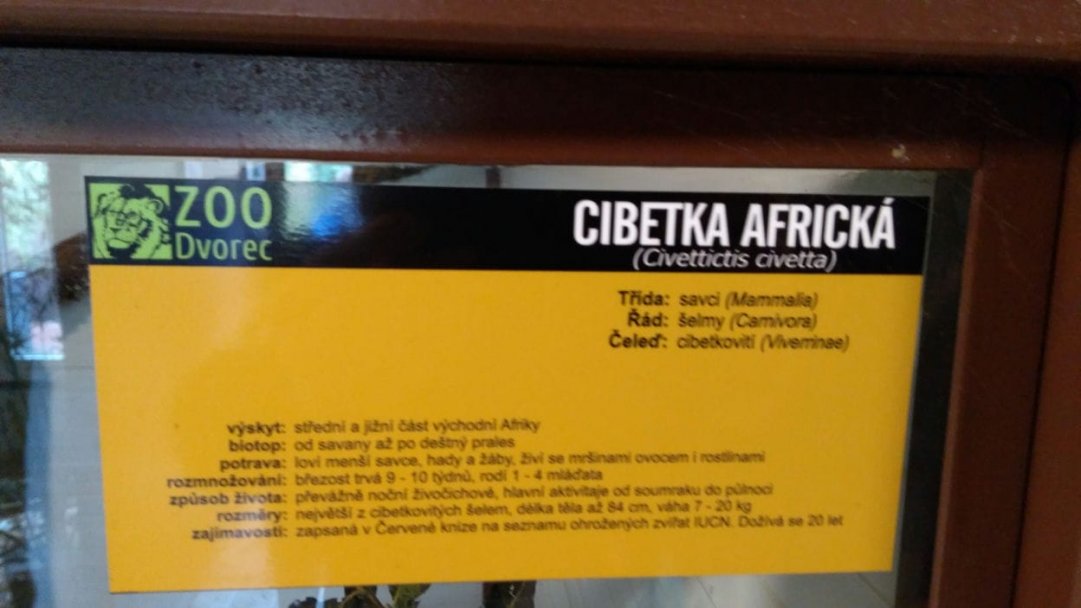 ZOO
Dvorec
CIBETKA AFRICKÁ
(Civettictis civetta)
Třída: savci (Mammalia)
Řád: šelmy (Carnivora)
Čeleď: cibetkovití (Viverrinae)
výskyt: střední a jižní část východní Afriky
biotop: od savany až po deštný prales
potrava: loví menší savce, hady a žáby, živí se mršinami ovocem i rostlinami
rozmnožování: březost trvá 9 - 10 týdnů, rodí 1 - 4 mláďata
způsob života: převážně noční živočichové, hlavní aktivitaje od soumraku do půlnoci
rozměry: největší z cibetkovitých šelem, délka těla až 84 cm, váha 7 - 20 kg
zajímavosti: zapsaná v Červené knize na seznamu ohrožených zvířat IUCN. Dožívá se 20 let